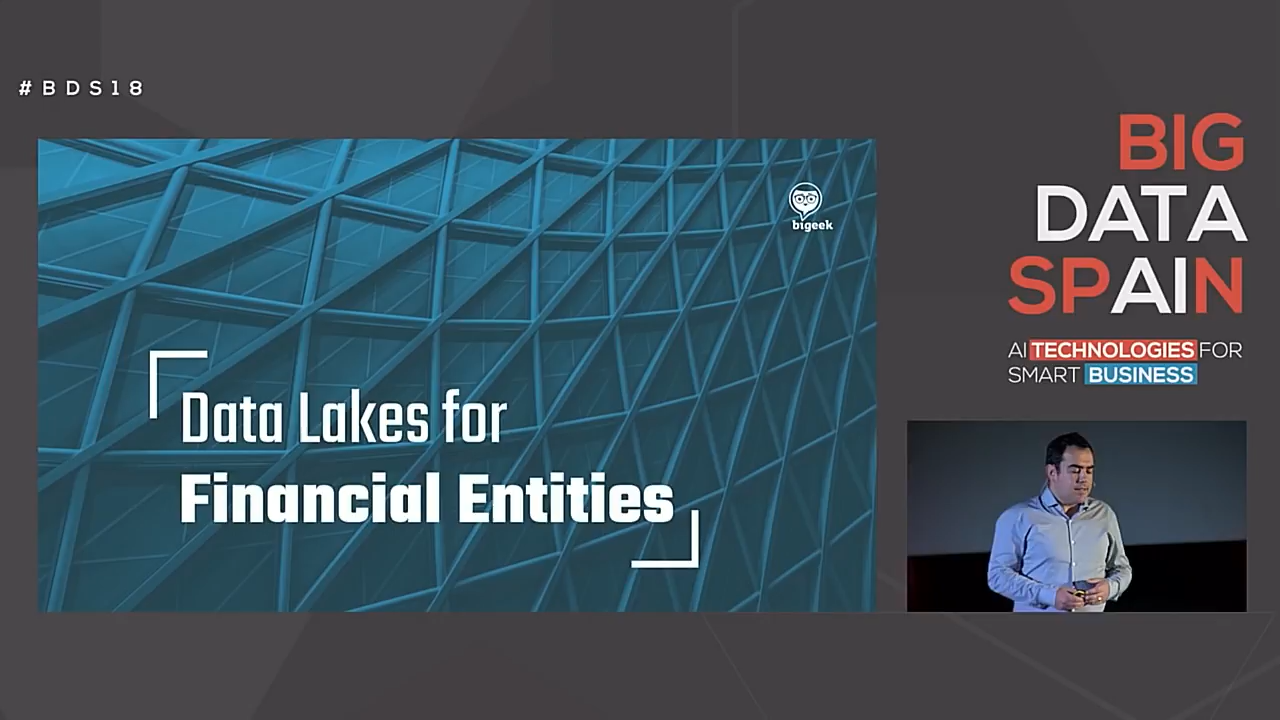 #BDS18
bigeek
Data Lakes for
Financial Entities
BIG
DATA
SPAIN
AI TECHNOLOGIES FOR
SMART BUSINESS